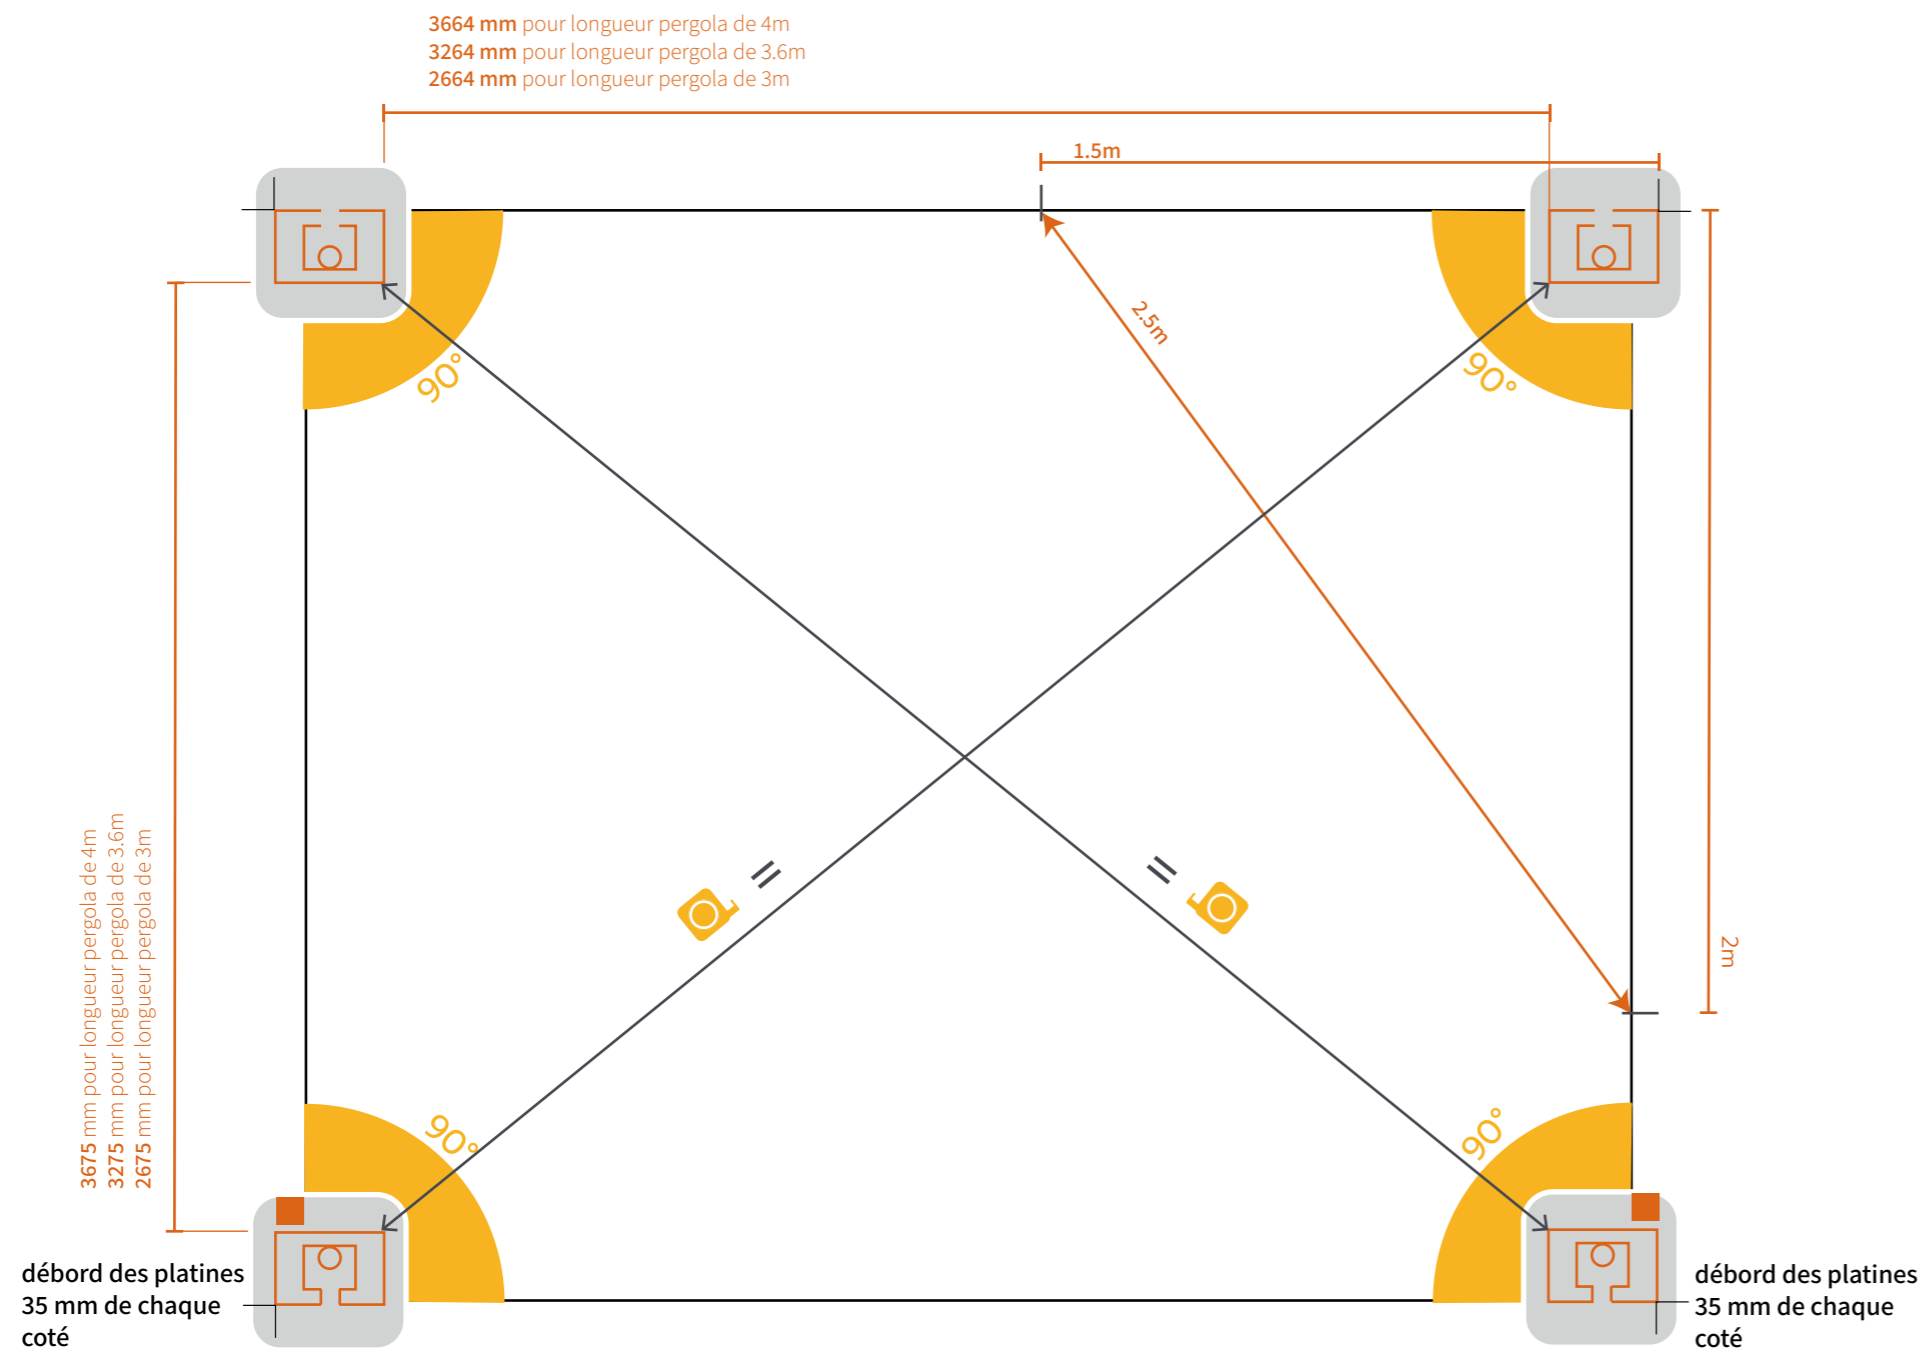 3664 mm pour longueur pergola de 4m
3264 mm pour longueur pergola de 3.6m
2664 mm pour longueur pergola de 3m
1.5m
2.5m
90°
90°
3675 mm pour longueur pergola de 4m
3275 mm pour longueur pergola de 3.6m
2675 mm pour longueur pergola de 3m
2m
90°
90°
débord des platines
35 mm de chaque
coté
débord des platines
35 mm de chaque
coté